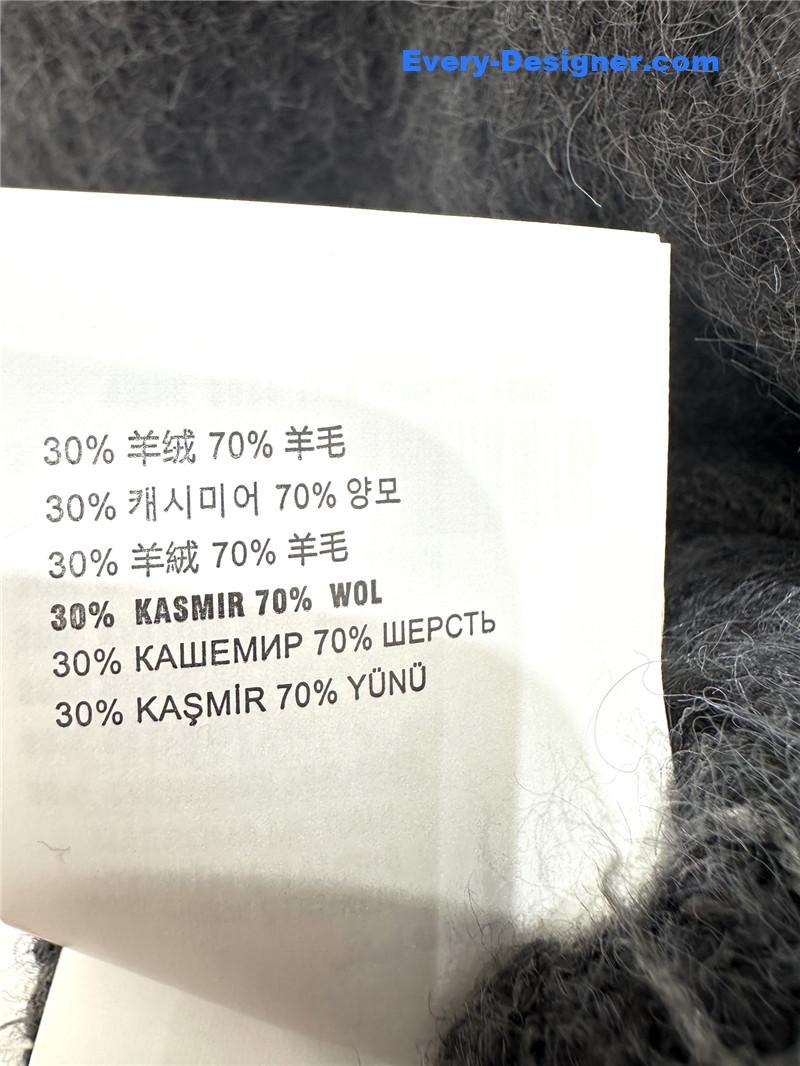 Every-Designer.com
30% 羊绒 70% 羊毛
30% 캐시미어 70% 양모
30% 羊絨 70% 羊毛
30% KASMIR 70% WOL
30% КАШЕМИР 70% ШЕРСТЬ
30% KAŞMİR 70% YÜNÜ